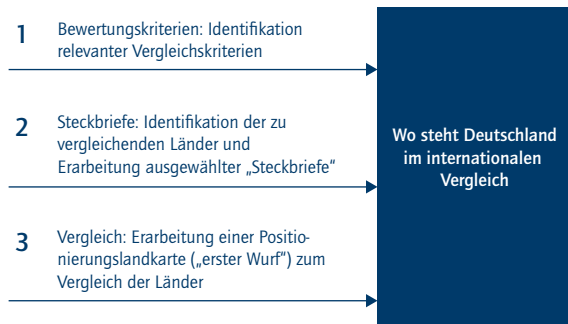 1
Bewertungskriterien: Identifikation
relevanter Vergleichskriterien
2
Steckbriefe: Identifikation der zu
vergleichenden Länder und
Erarbeitung ausgewählter „Steckbriefe“
3
Vergleich: Erarbeitung einer Positio-
nierungslandkarte („erster Wurf“) zum
Vergleich der Länder
Wo steht Deutschland
im internationalen
Vergleich